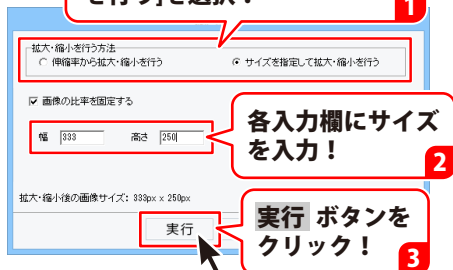 を行う]を選択！
1
拡大・縮小を行う方法
伸縮率から拡大・縮小を行う
サイズを指定して拡大・縮小を行う
画像の比率を固定する
幅 333 高さ 250
各入力欄にサイズ
を入力！
2
拡大・縮小後の画像サイズ: 333px x 250px
実行
実行 ボタンを
クリック！
3